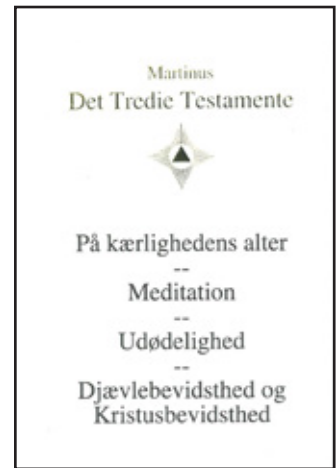 Martinus
Det Tredie Testamente
På kærlighedens alter
--
Meditation
--
Udødelighed
--
Djævlebevidsthed og
Kristusbevidsthed